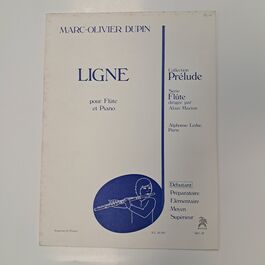 MARC-OLIVIER DUPIN
LIGNE
pour Flûte
et Piano
Collection
Prélude
Série
Flûte
dirigée par
Alain Marion
Alphonse Leduc
Paris
Débutant
Préparatoire
Elémentaire
Moyen
Supérieur